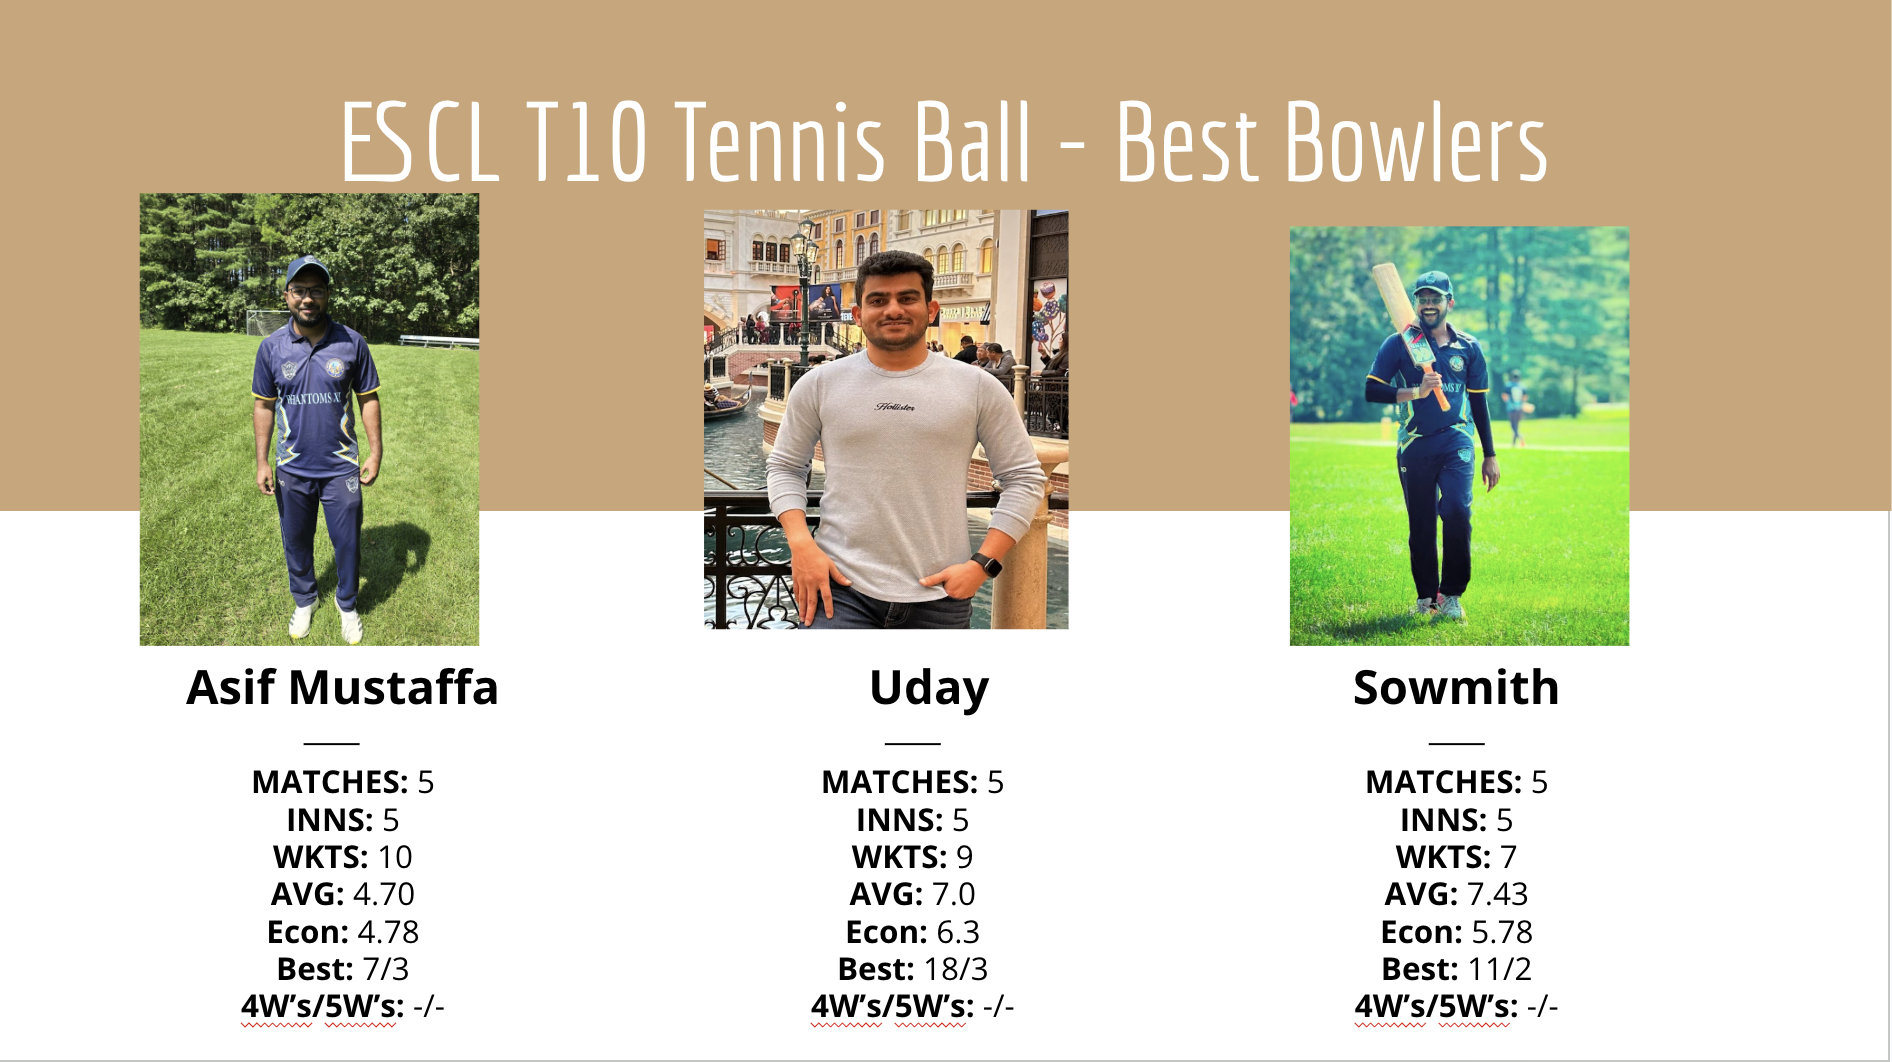 ESCL T10 Tennis Ball - Best Bowlers
PHANTOMS XI
Hollister
Asif Mustaffa
MATCHES: 5
INNS: 5
WKTS: 10
AVG: 4.70
Econ: 4.78
Best: 7/3
4W’s/5W’s: -/-
Uday
MATCHES: 5
INNS: 5
WKTS: 9
AVG: 7.0
Econ: 6.3
Best: 18/3
4W’s/5W’s: -/-
Sowmith
MATCHES: 5
INNS: 5
WKTS: 7
AVG: 7.43
Econ: 5.78
Best: 11/2
4W’s/5W’s: -/-